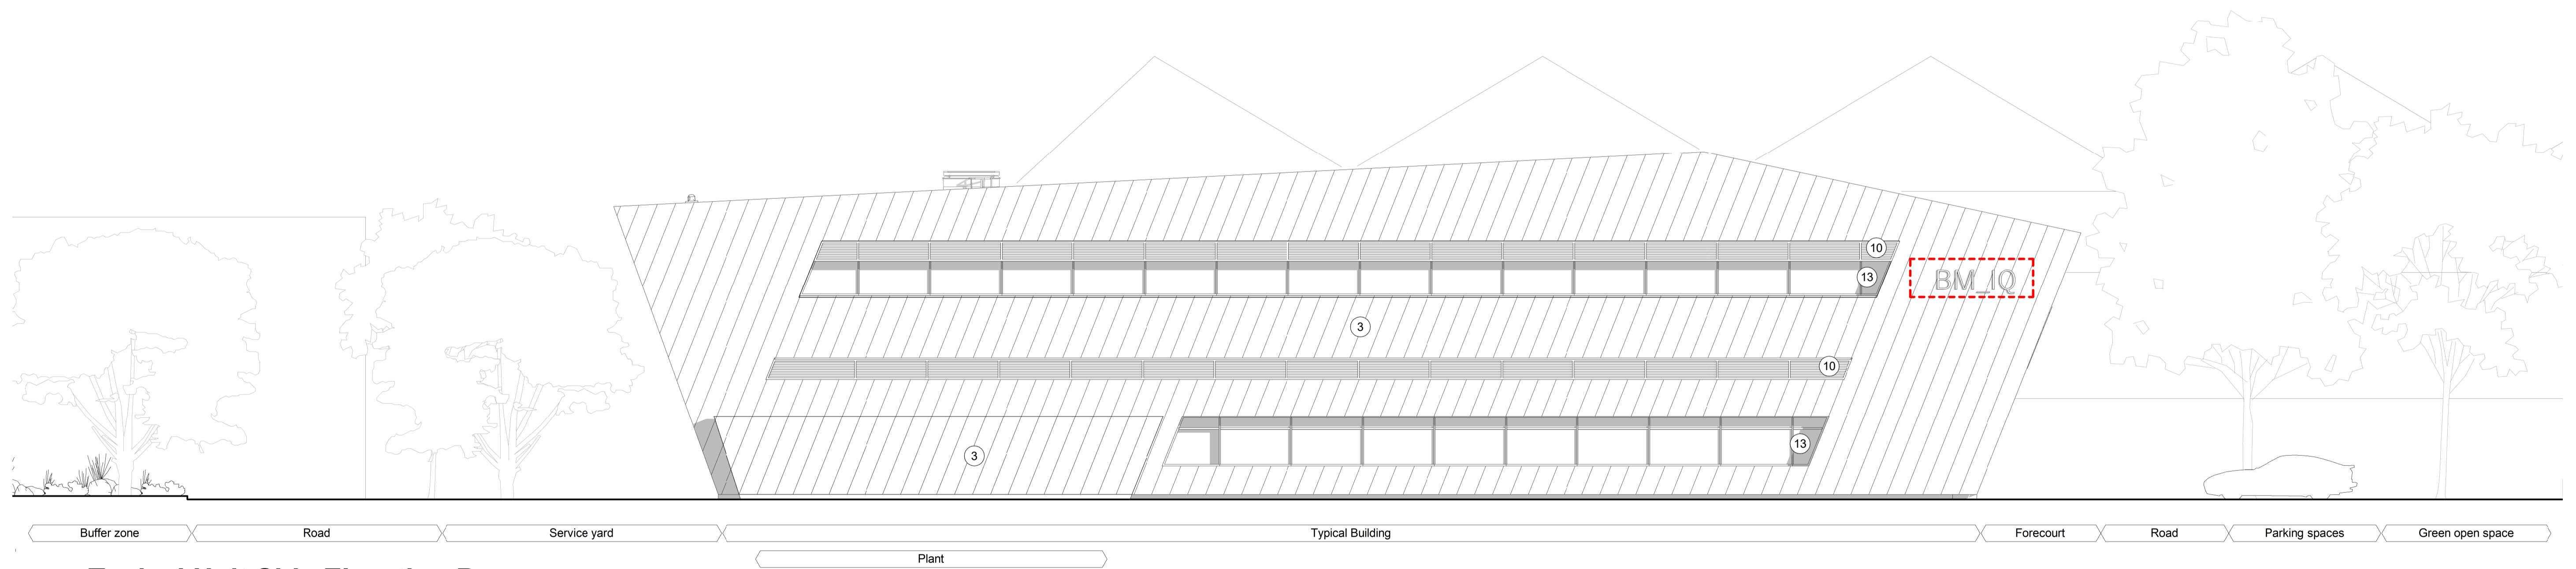 10
13
BM_IQ
3
10
3
13
Buffer zone
Road
Service yard
Typical Building
Forecourt
Road
Parking spaces
Green open space
Plant